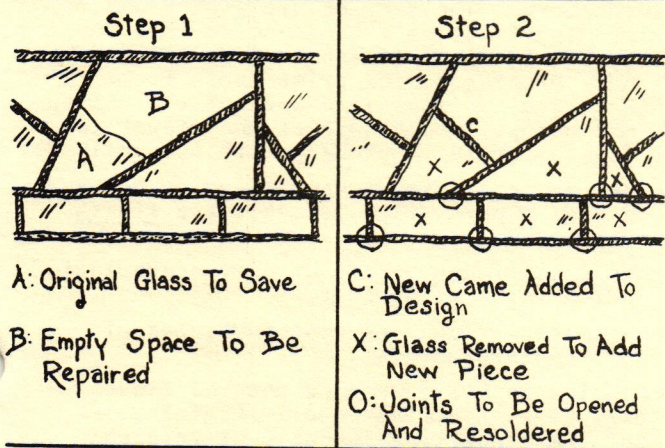 Step 1
B
A
A: Original Glass To Save
B: Empty Space To Be
Repaired
Step 2
C
X
X
X
X
X
X
C: New Came Added To
Design
X: Glass Removed To Add
New Piece
O: Joints To Be Opened
And Resoldered